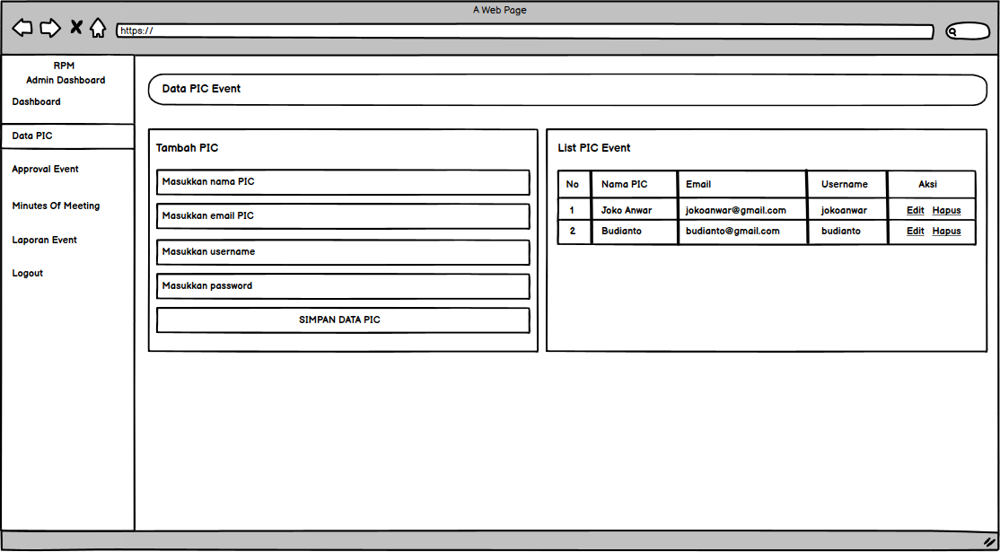 A Web Page
https://
RPM
Admin Dashboard
Dashboard
Data PIC
Approval Event
Minutes Of Meeting
Laporan Event
Logout
Data PIC Event
Tambah PIC
Masukkan nama PIC
Masukkan email PIC
Masukkan username
Masukkan password
SIMPAN DATA PIC
List PIC Event
No Nama PIC Email Username Aksi
1 Joko Anwar jokoanwar@gmail.com jokoanwar Edit Hapus
2 Budianto budianto@gmail.com budianto Edit Hapus